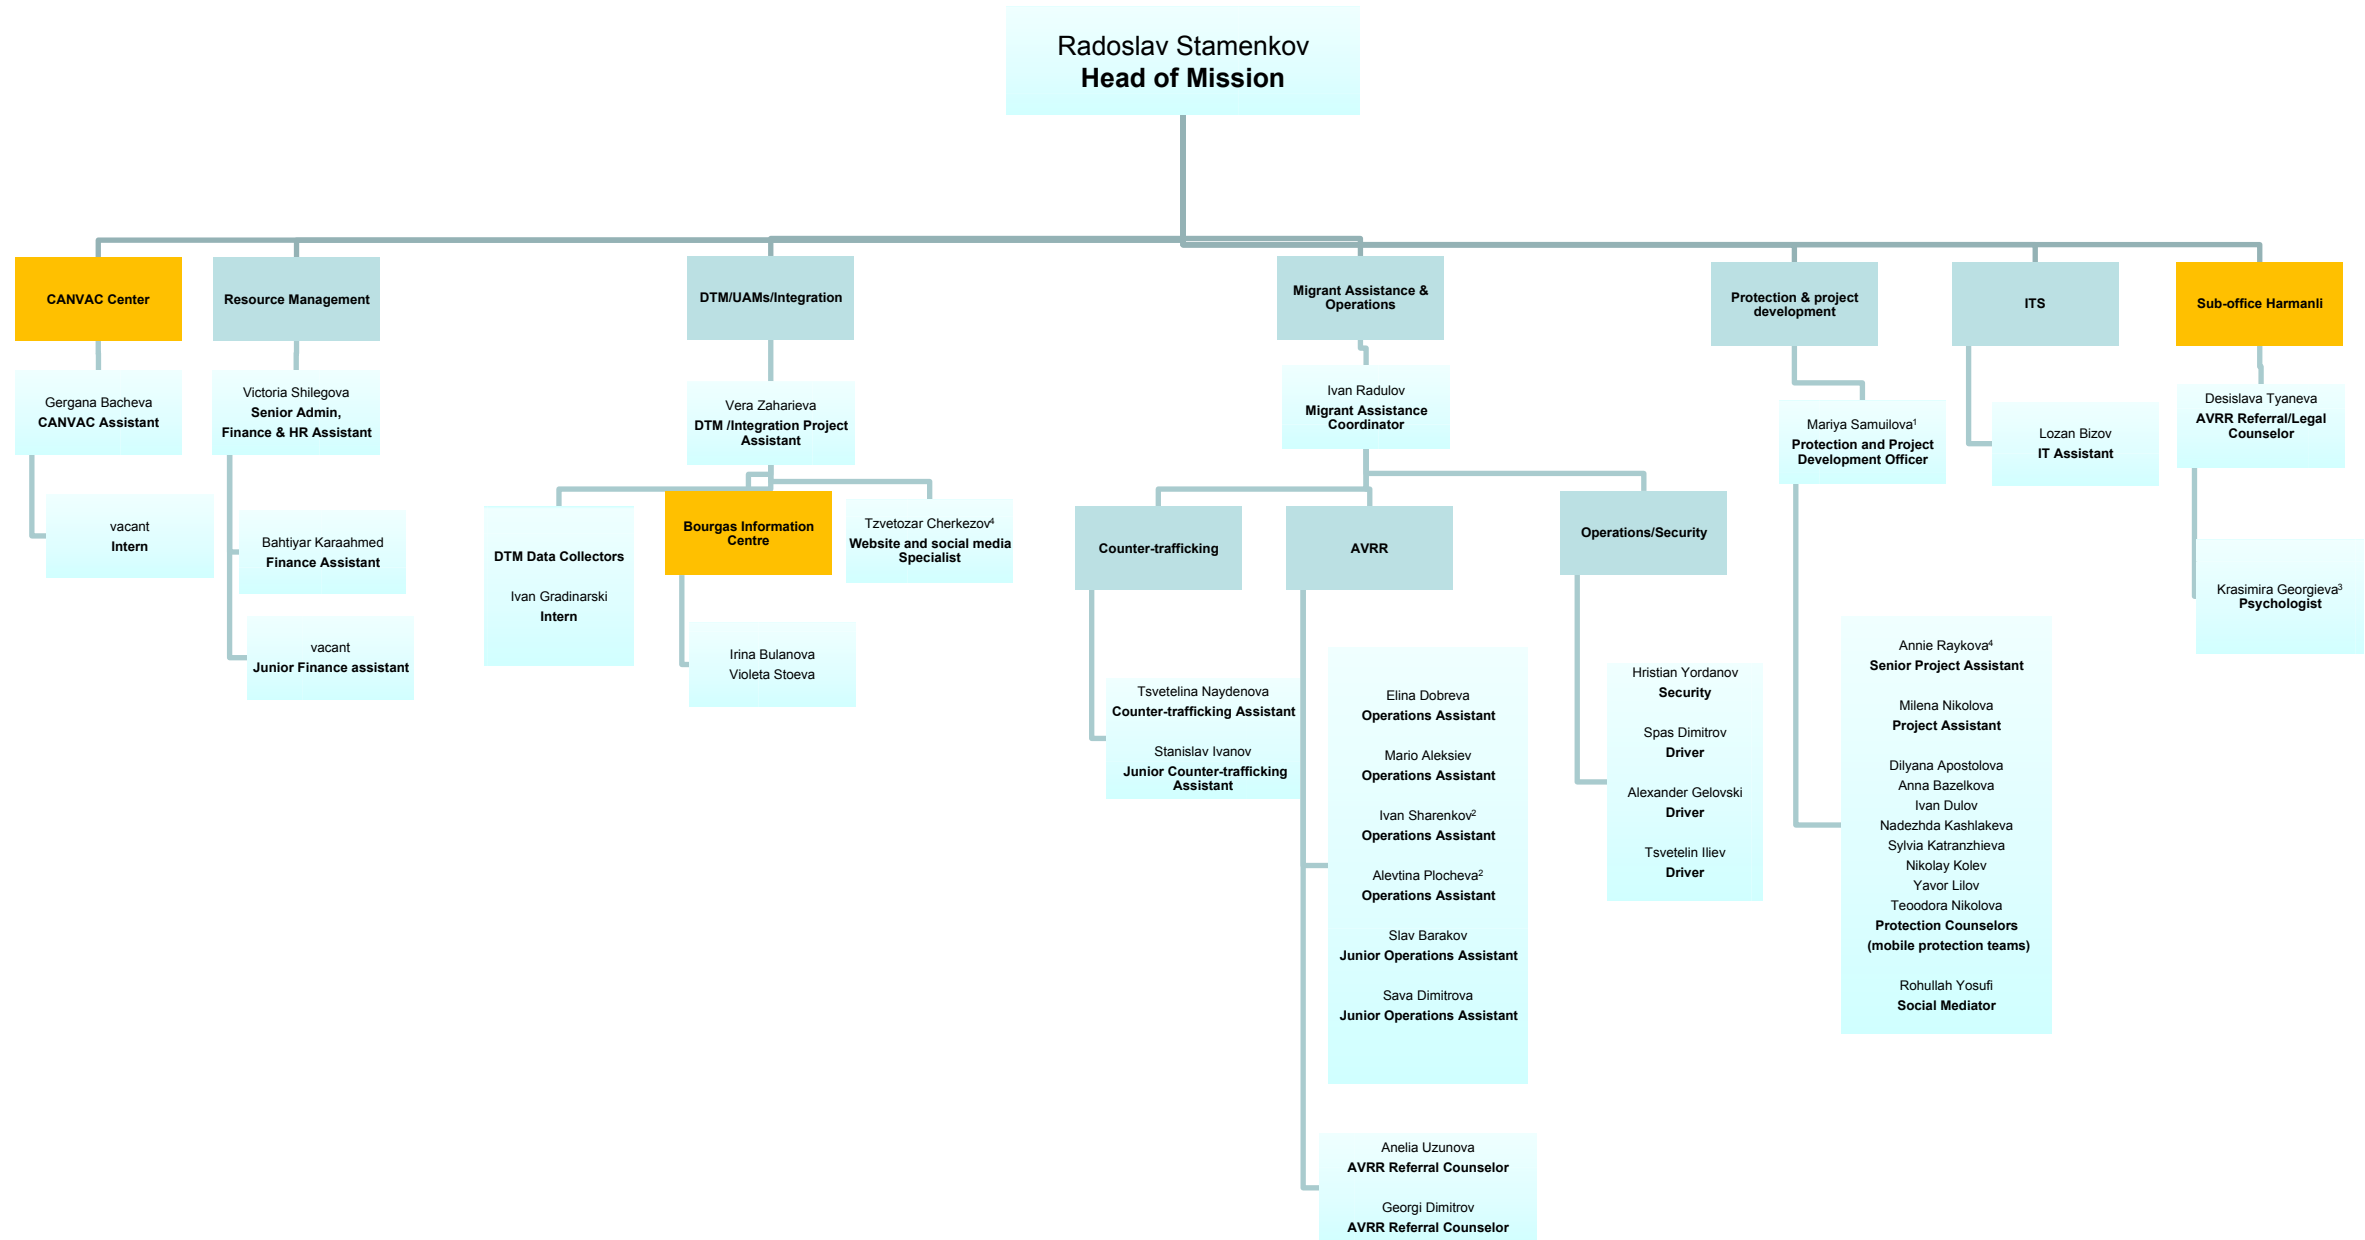 Radoslav Stamenkov
Head of Mission
CANVAC Center
Resource Management
DTM/UAMs/Integration
Migrant Assistance &
Operations
Protection & project
development
ITS
Sub-office Harmanli
Gergana Bacheva
CANVAC Assistant
vacant
Intern
Victoria Shilegova
Senior Admin,
Finance & HR Assistant
Bahtiyar Karaahmed
Finance Assistant
vacant
Junior Finance assistant
Vera Zaharieva
DTM /Integration Project
Assistant
DTM Data Collectors
Ivan Gradinarski
Intern
Bourgas Information
Centre
Irina Bulanova
Violeta Stoeva
Tzvetozar Cherkezov⁴
Website and social media
Specialist
Ivan Radulov
Migrant Assistance
Coordinator
Counter-trafficking
Tsvetelina Naydenova
Counter-trafficking Assistant
Stanislav Ivanov
Junior Counter-trafficking
Assistant
AVRR
Elina Dobreva
Operations Assistant
Mario Aleksiev
Operations Assistant
Ivan Sharenkov²
Operations Assistant
Alevtina Plocheva²
Operations Assistant
Slav Barakov
Junior Operations Assistant
Sava Dimitrova
Junior Operations Assistant
Anelia Uzunova
AVRR Referral Counselor
Georgi Dimitrov
AVRR Referral Counselor
Operations/Security
Hristian Yordanov
Security
Spas Dimitrov
Driver
Alexander Gelovski
Driver
Tsvetelin Iliev
Driver
Mariya Samuilova¹
Protection and Project
Development Officer
Annie Raykova⁴
Senior Project Assistant
Milena Nikolova
Project Assistant
Dilyana Apostolova
Anna Bazelkova
Ivan Dulov
Nadezhda Kashlakeva
Sylvia Katranzhieva
Nikolay Kolev
Yavor Lilov
Teoodora Nikolova
Protection Counselors
(mobile protection teams)
Rohullah Yosufi
Social Mediator
Lozan Bizov
IT Assistant
Desislava Tyaneva
AVRR Referral/Legal
Counselor
Krasimira Georgieva³
Psychologist